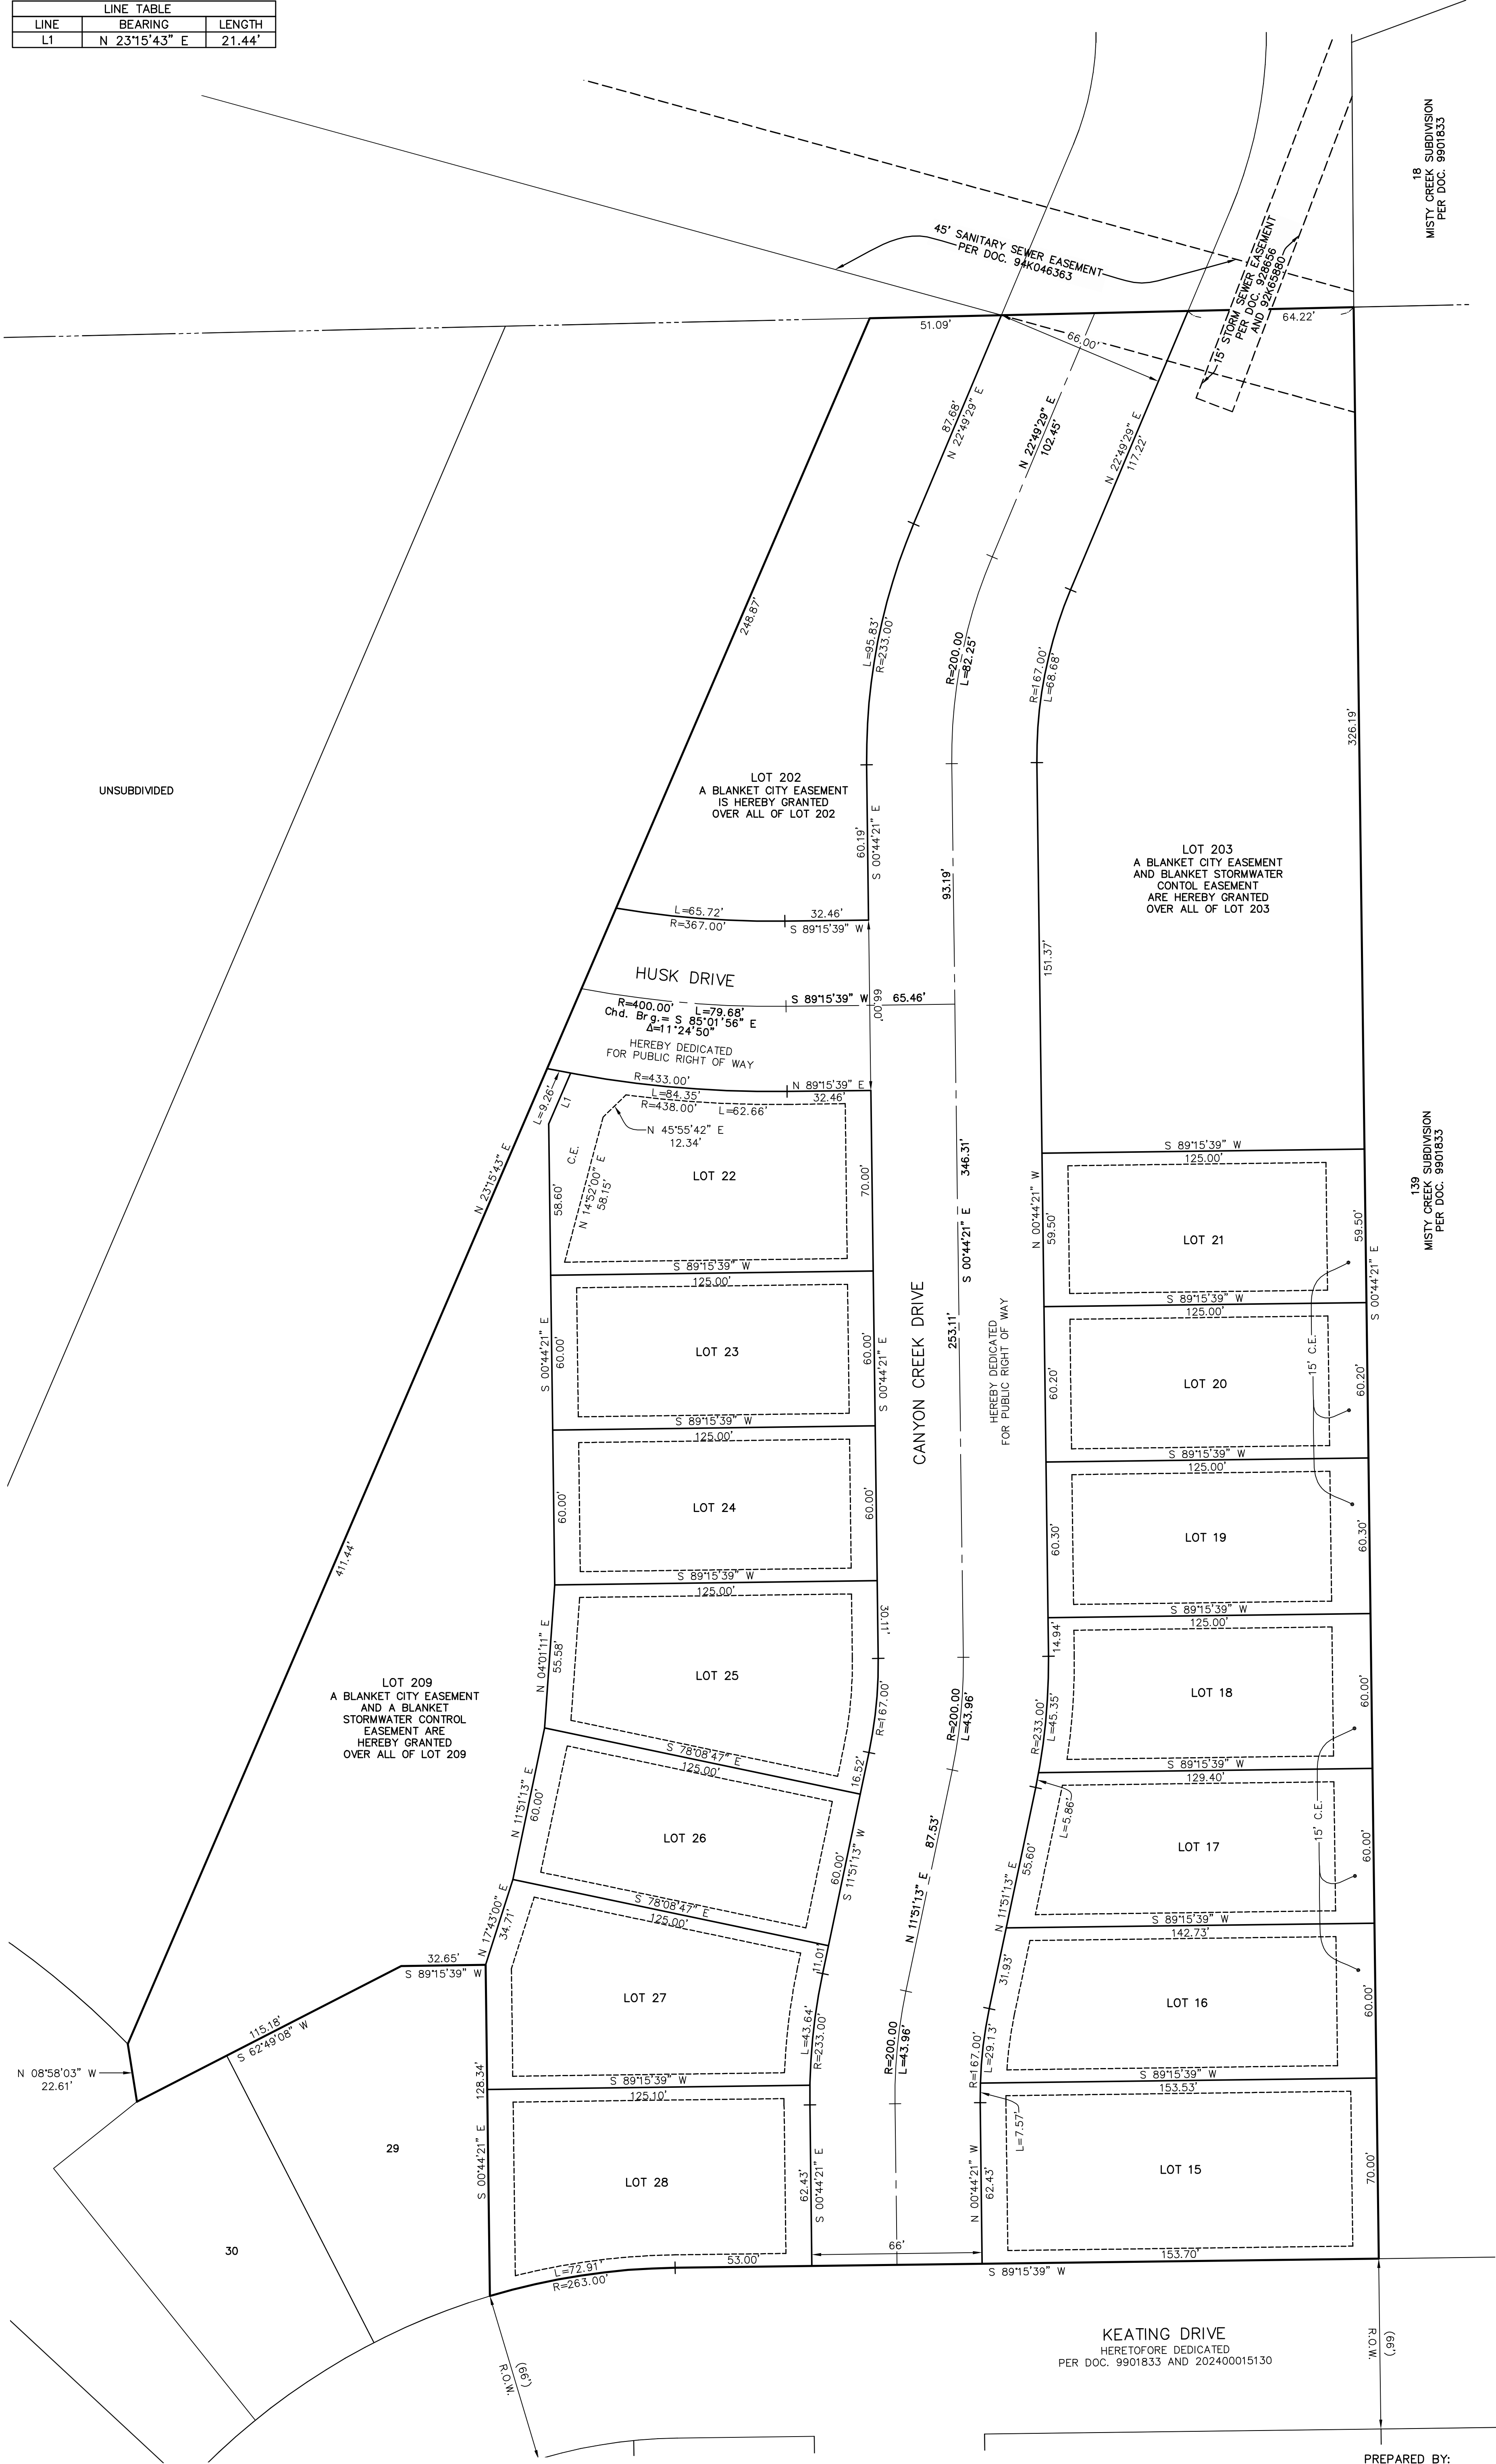 LINE TABLE
LINE BEARING LENGTH
L1 N 23°15'43" E 21.44'
18
MISTY CREEK SUBDIVISION
PER DOC. 9901833
45' SANITARY SEWER EASEMENT
PER DOC. 94K046363
15' STORM SEWER EASEMENT
PER DOC. 928656
AND 92K65880
51.09'
66.00'
64.22'
87.68'
N 22°49'29" E
N 22°49'29" E
102.45'
N 22°49'29" E
117.22'
248.87'
L=95.83'
R=233.00'
R=200.00
L=82.25'
R=167.00'
L=68.68'
326.19'
UNSUBDIVIDED
LOT 202
A BLANKET CITY EASEMENT
IS HEREBY GRANTED
OVER ALL OF LOT 202
60.19'
S 00°44'21" E
93.19'
LOT 203
A BLANKET CITY EASEMENT
AND BLANKET STORMWATER
CONTOL EASEMENT
ARE HEREBY GRANTED
OVER ALL OF LOT 203
151.37'
L=65.72'
R=367.00'
32.46'
S 89°15'39" W
HUSK DRIVE
R=400.00' L=79.68'
Chd. Brg.= S 85°01'56" E
Δ=11°24'50"
S 89°15'39" W 65.46'
66.00'
HEREBY DEDICATED
FOR PUBLIC RIGHT OF WAY
R=433.00'
L=84.35'
N 89°15'39" E
32.46'
R=438.00' L=62.66'
L=9.26'
L1
N 45°55'42" E
12.34'
C.E.
N 14°52'00" E
58.15'
58.60'
LOT 22
70.00'
N 23°15'43" E
346.31'
S 00°44'21" E
S 89°15'39" W
125.00'
N 00°44'21" W
59.50'
LOT 21
59.50'
S 00°44'21" E
139
MISTY CREEK SUBDIVISION
PER DOC. 9901833
S 89°15'39" W
125.00'
S 89°15'39" W
125.00'
S 00°44'21" E
60.00'
LOT 23
60.00'
S 00°44'21" E
CANYON CREEK DRIVE
253.11'
HEREBY DEDICATED
FOR PUBLIC RIGHT OF WAY
60.20'
LOT 20
15' C.E.
60.20'
S 89°15'39" W
125.00'
S 89°15'39" W
125.00'
60.00'
LOT 24
60.00'
60.30'
LOT 19
60.30'
411.44'
S 89°15'39" W
125.00'
S 89°15'39" W
125.00'
N 04°01'11" E
55.58'
LOT 25
30.11'
R=167.00'
14.94'
R=200.00
L=43.96'
R=233.00'
L=45.35'
LOT 18
60.00'
LOT 209
A BLANKET CITY EASEMENT
AND A BLANKET
STORMWATER CONTROL
EASEMENT ARE
HEREBY GRANTED
OVER ALL OF LOT 209
S 78°08'47" E
125.00'
16.52'
S 89°15'39" W
129.40'
L=5.86'
N 11°51'13" E
60.00'
LOT 26
60.00'
S 11°51'13" W
N 11°51'13" E 87.53'
N 11°51'13" E
55.60'
LOT 17
15' C.E.
60.00'
S 78°08'47" E
125.00'
S 89°15'39" W
142.73'
N 17°43'00" E
34.71'
32.65'
S 89°15'39" W
11.01'
LOT 27
L=43.64'
R=233.00'
R=200.00
L=43.96'
31.93'
R=167.00'
L=29.13'
LOT 16
60.00'
115.18'
S 62°49'08" W
N 08°58'03" W
22.61'
128.34'
S 00°44'21" E
S 89°15'39" W
125.10'
S 89°15'39" W
153.53'
L=7.57'
29
30
LOT 28
62.43'
S 00°44'21" E
N 00°44'21" W
62.43'
LOT 15
70.00'
L=72.91'
R=263.00'
53.00'
66'
153.70'
S 89°15'39" W
KEATING DRIVE
HERETOFORE DEDICATED
PER DOC. 9901833 AND 202400015130
(66')
R.O.W.
(66')
R.O.W.
PREPARED BY: